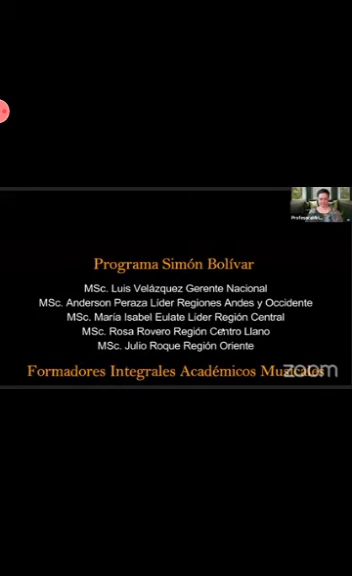 Programa Simón Bolívar
MSc. Luis Velázquez Gerente Nacional
MSc. Anderson Peraza Líder Regiones Andes y Occidente
MSc. María Isabel Eulate Líder Región Central
MSc. Rosa Rovero Región Centro Llano
MSc. Julio Roque Región Oriente
Formadores Integrales Académicos Musicales
zoom